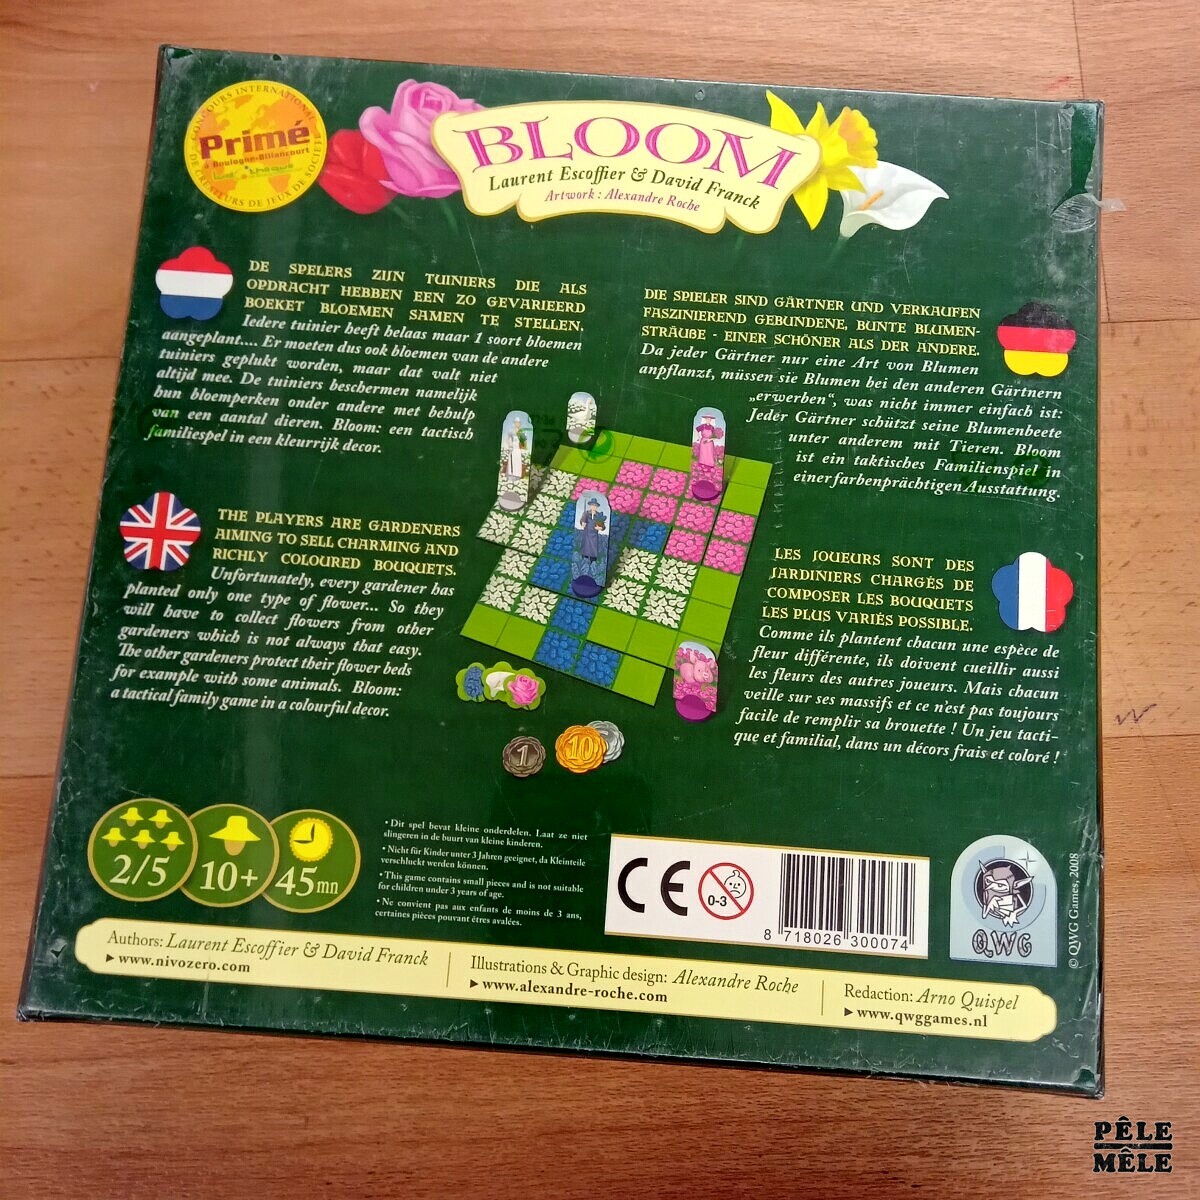 CONCOURS INTERNATIONAL
Primé
à Boulogne-Billancourt
DE CRÉATEURS DE JEUX DE SOCIÉTÉ
BLOOM
Laurent Escoffier & David Franck
Artwork : Alexandre Roche
DE SPELERS ZIJN TUINIERS DIE ALS
OPDRACHT HEBBEN EEN ZO GEVARIEERD
BOEKET BLOEMEN SAMEN TE STELLEN.
Iedere tuinier heeft helaas maar 1 soort bloemen
aangeplant.... Er moeten dus ook bloemen van de andere
tuiniers geplukt worden, maar dat valt niet
altijd mee. De tuiniers beschermen namelijk
hun bloemperken onder andere met behulp
van een aantal dieren. Bloom: een tactisch
familiespel in een kleurrijk decor.
DIE SPIELER SIND GÄRTNER UND VERKAUFEN
FASZINIEREND GEBUNDENE, BUNTE BLUMEN-
STRÄUßE - EINER SCHÖNER ALS DER ANDERE.
Da jeder Gärtner nur eine Art von Blumen
anpflanzt, müssen sie Blumen bei den anderen Gärtnern
„erwerben“, was nicht immer einfach ist:
Jeder Gärtner schützt seine Blumenbeete
unter anderem mit Tieren. Bloom
ist ein taktisches Familienspiel in
einer farbenprächtigen Ausstattung.
THE PLAYERS ARE GARDENERS
AIMING TO SELL CHARMING AND
RICHLY COLOURED BOUQUETS.
Unfortunately, every gardener has
planted only one type of flower... So they
will have to collect flowers from other
gardeners which is not always that easy.
The other gardeners protect their flower beds
for example with some animals. Bloom:
a tactical family game in a colourful decor.
LES JOUEURS SONT DES
JARDINIERS CHARGÉS DE
COMPOSER LES BOUQUETS
LES PLUS VARIÉS POSSIBLE.
Comme ils plantent chacun une espèce de
fleur différente, ils doivent cueillir aussi
les fleurs des autres joueurs. Mais chacun
veille sur ses massifs et ce n'est pas toujours
facile de remplir sa brouette ! Un jeu tacti-
que et familial, dans un décors frais et coloré !
1
10
2/5
10+
45mn
• Dit spel bevat kleine onderdelen. Laat ze niet
slingeren in de buurt van kleine kinderen.
• Nicht für Kinder unter 3 Jahren geeignet, da Kleinteile
verschluckt werden können.
• This game contains small pieces and is not suitable
for children under 3 years of age.
• Ne convient pas aux enfants de moins de 3 ans,
certaines pièces pouvant êtres avalées.
CE
0-3
8 718026 300074
QWG
© QWG Games, 2008
Authors: Laurent Escoffier & David Franck
www.nivozero.com
Illustrations & Graphic design: Alexandre Roche
www.alexandre-roche.com
Redaction: Arno Quispel
www.qwggames.nl
PÊLE
MÊLE